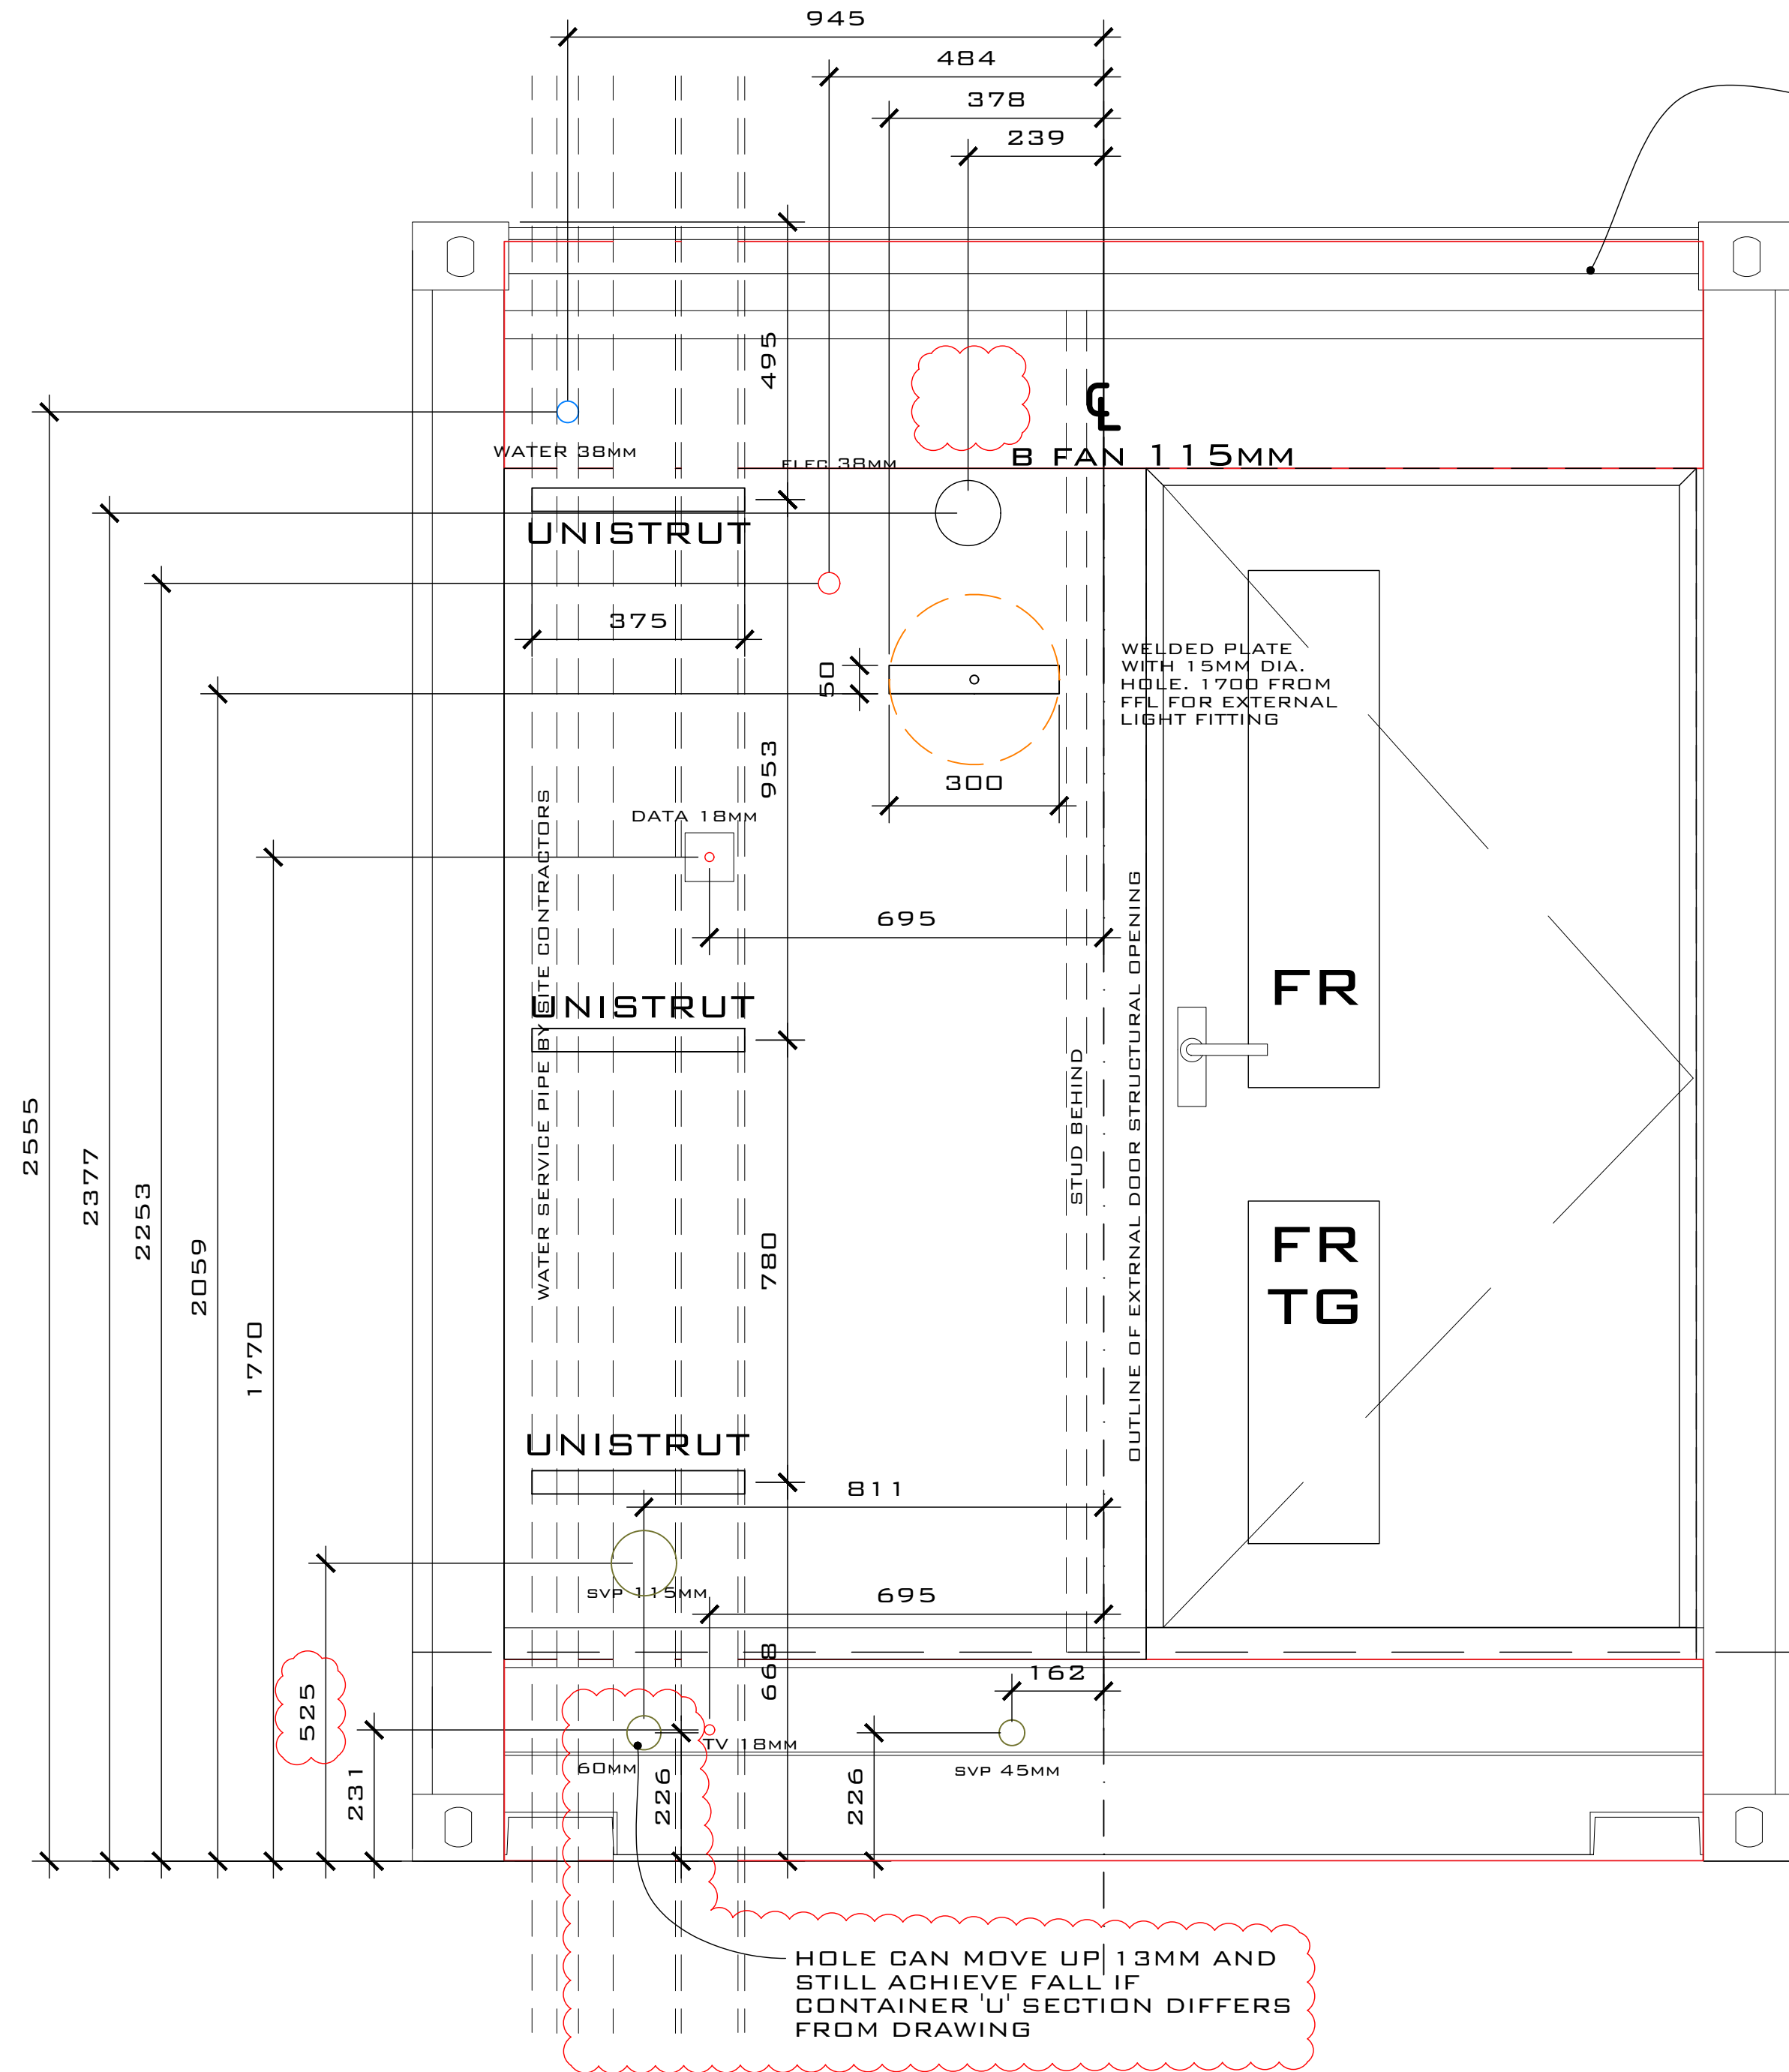 945
484
378
239
495
℄
WATER 38MM
ELEC 38MM
B FAN 115MM
UNISTRUT
375
50
WELDED PLATE
WITH 15MM DIA.
HOLE. 1700 FROM
FFL FOR EXTERNAL
LIGHT FITTING
953
300
DATA 18MM
WATER SERVICE PIPE BY SITE CONTRACTORS
695
OUTLINE OF EXTRNAL DOOR STRUCTURAL OPENING
FR
UNISTRUT
STUD BEHIND
2555
2377
2253
2059
1770
780
FR
TG
UNISTRUT
811
SVP 115MM
695
668
162
525
231
TV 18MM
60MM
226
226
SVP 45MM
HOLE CAN MOVE UP 13MM AND
STILL ACHIEVE FALL IF
CONTAINER 'U' SECTION DIFFERS
FROM DRAWING